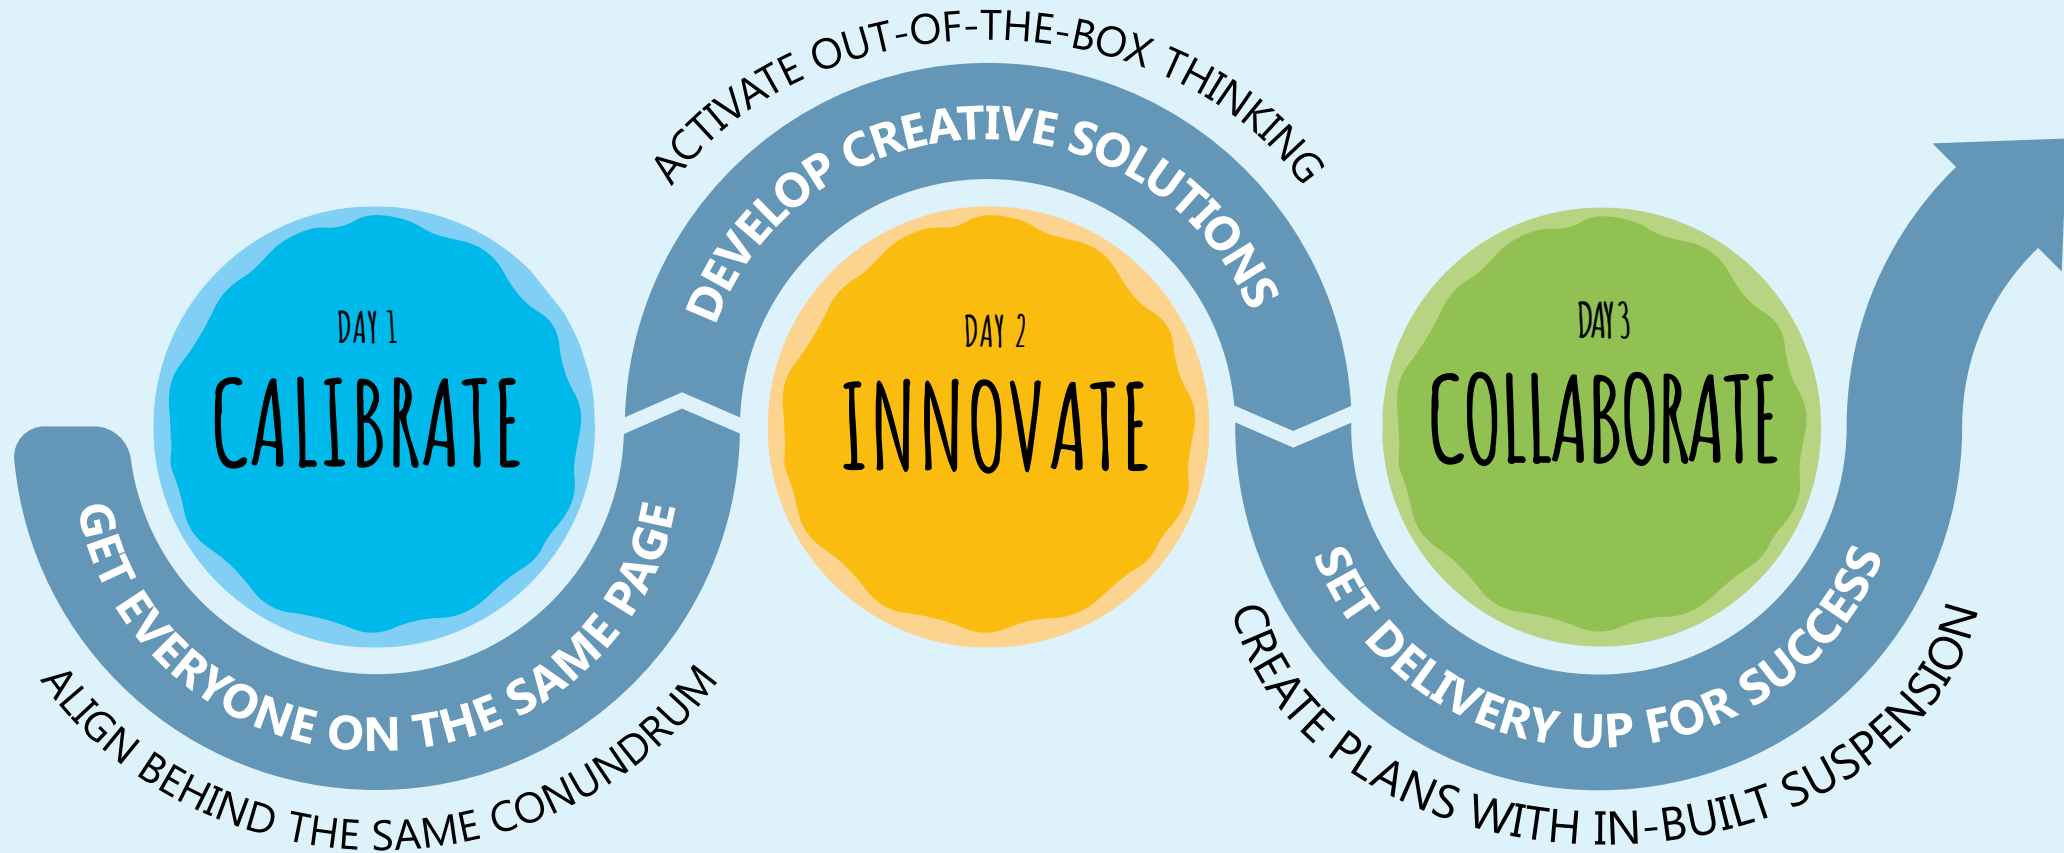 DAY 1
CALIBRATE
GET EVERYONE ON THE SAME PAGE
ALIGN BEHIND THE SAME CONUNDRUM
ACTIVATE OUT-OF-THE-BOX THINKING
DEVELOP CREATIVE SOLUTIONS
DAY 2
INNOVATE
DAY 3
COLLABORATE
SET DELIVERY UP FOR SUCCESS
CREATE PLANS WITH IN-BUILT SUSPENSION